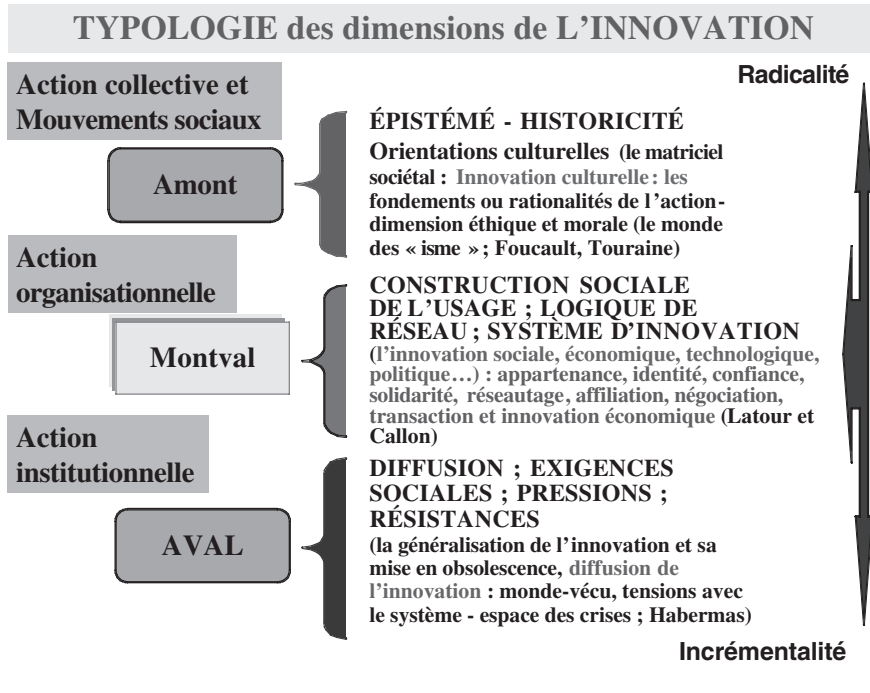 TYPOLOGIE des dimensions de L’INNOVATION
Radicalité
Action collective et
Mouvements sociaux
Amont
ÉPISTÉMÉ - HISTORICITÉ
Orientations culturelles (le matriciel
sociétal : Innovation culturelle : les
fondements ou rationalités de l’action-
dimension éthique et morale (le monde
des « isme » ; Foucault, Touraine)
Action
organisationnelle
Montval
CONSTRUCTION SOCIALE
DE L’USAGE ; LOGIQUE DE
RÉSEAU ; SYSTÈME D’INNOVATION
(l’innovation sociale, économique, technologique,
politique…) : appartenance, identité, confiance,
solidarité, réseautage, affiliation, négociation,
transaction et innovation économique (Latour et
Callon)
Action
institutionnelle
AVAL
DIFFUSION ; EXIGENCES
SOCIALES ; PRESSIONS ;
RÉSISTANCES
(la généralisation de l’innovation et sa
mise en obsolescence, diffusion de
l’innovation : monde-vécu, tensions avec
le système - espace des crises ; Habermas)
Incrémentalité